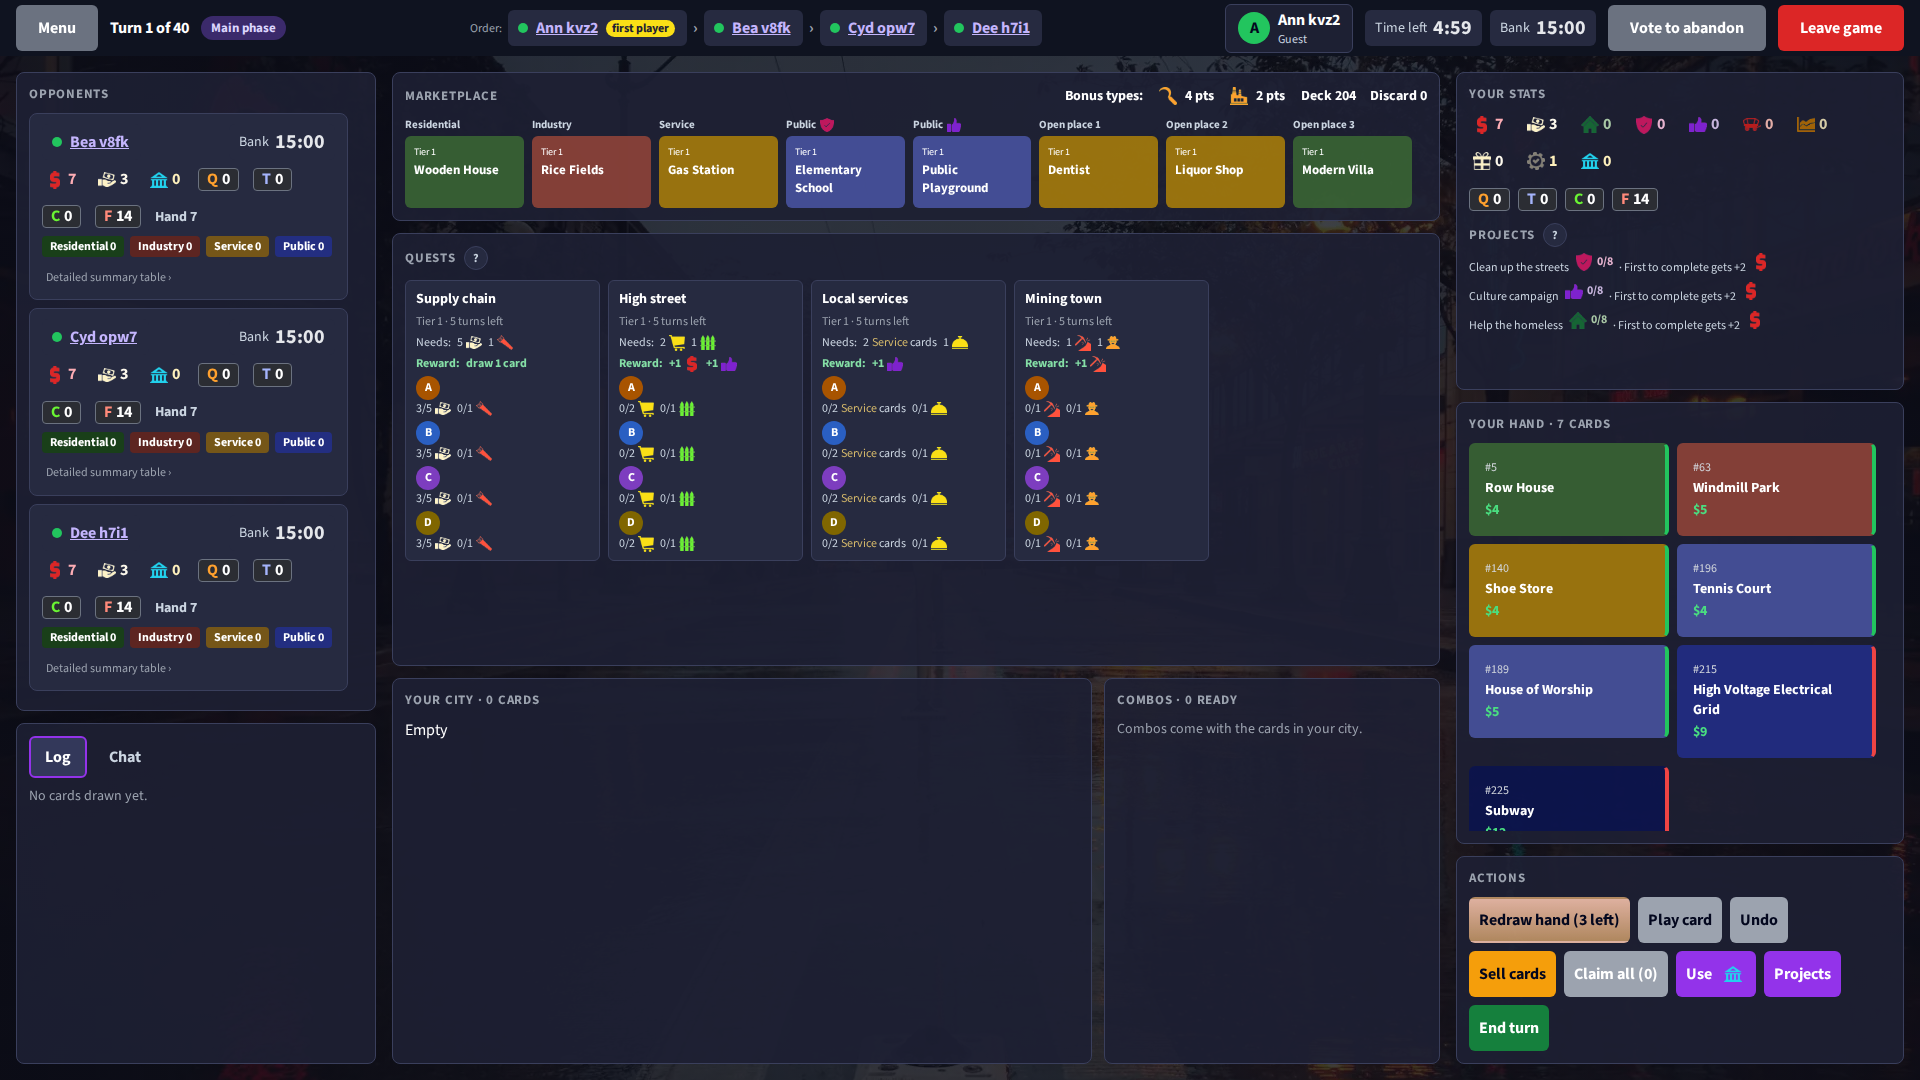 Menu
Turn 1 of 40
Main phase
Order:
Ann kvz2 first player
›
Bea v8fk
›
Cyd opw7
›
Dee h7i1
A
Ann kvz2
Guest
Time left 4:59
Bank 15:00
Vote to abandon
Leave game
OPPONENTS
Bea v8fk
Bank 15:00
7 3 0 Q 0 T 0
C 0 F 14 Hand 7
Residential 0 Industry 0 Service 0 Public 0
Detailed summary table ›
Cyd opw7
Bank 15:00
7 3 0 Q 0 T 0
C 0 F 14 Hand 7
Residential 0 Industry 0 Service 0 Public 0
Detailed summary table ›
Dee h7i1
Bank 15:00
7 3 0 Q 0 T 0
C 0 F 14 Hand 7
Residential 0 Industry 0 Service 0 Public 0
Detailed summary table ›
Log
Chat
No cards drawn yet.
MARKETPLACE
Bonus types: 4 pts 2 pts Deck 204 Discard 0
Residential
Tier 1
Wooden House
Industry
Tier 1
Rice Fields
Service
Tier 1
Gas Station
Public
Tier 1
Elementary
School
Public
Tier 1
Public
Playground
Open place 1
Tier 1
Dentist
Open place 2
Tier 1
Liquor Shop
Open place 3
Tier 1
Modern Villa
QUESTS ?
Supply chain
Tier 1 · 5 turns left
Needs: 5 1
Reward: draw 1 card
A
3/5 0/1
B
3/5 0/1
C
3/5 0/1
D
3/5 0/1
High street
Tier 1 · 5 turns left
Needs: 2 1
Reward: +1 +1
A
0/2 0/1
B
0/2 0/1
C
0/2 0/1
D
0/2 0/1
Local services
Tier 1 · 5 turns left
Needs: 2 Service cards 1
Reward: +1
A
0/2 Service cards 0/1
B
0/2 Service cards 0/1
C
0/2 Service cards 0/1
D
0/2 Service cards 0/1
Mining town
Tier 1 · 5 turns left
Needs: 1 1
Reward: +1
A
0/1 0/1
B
0/1 0/1
C
0/1 0/1
D
0/1 0/1
YOUR CITY · 0 CARDS
Empty
COMBOS · 0 READY
Combos come with the cards in your city.
YOUR STATS
7 3 0 0 0 0 0
0 1 0
Q 0 T 0 C 0 F 14
PROJECTS ?
Clean up the streets 0/8 · First to complete gets +2
Culture campaign 0/8 · First to complete gets +2
Help the homeless 0/8 · First to complete gets +2
YOUR HAND · 7 CARDS
#5
Row House
$4
#63
Windmill Park
$5
#140
Shoe Store
$4
#196
Tennis Court
$4
#189
House of Worship
$5
#215
High Voltage Electrical
Grid
$9
#225
Subway
ACTIONS
Redraw hand (3 left)
Play card
Undo
Sell cards
Claim all (0)
Use
Projects
End turn